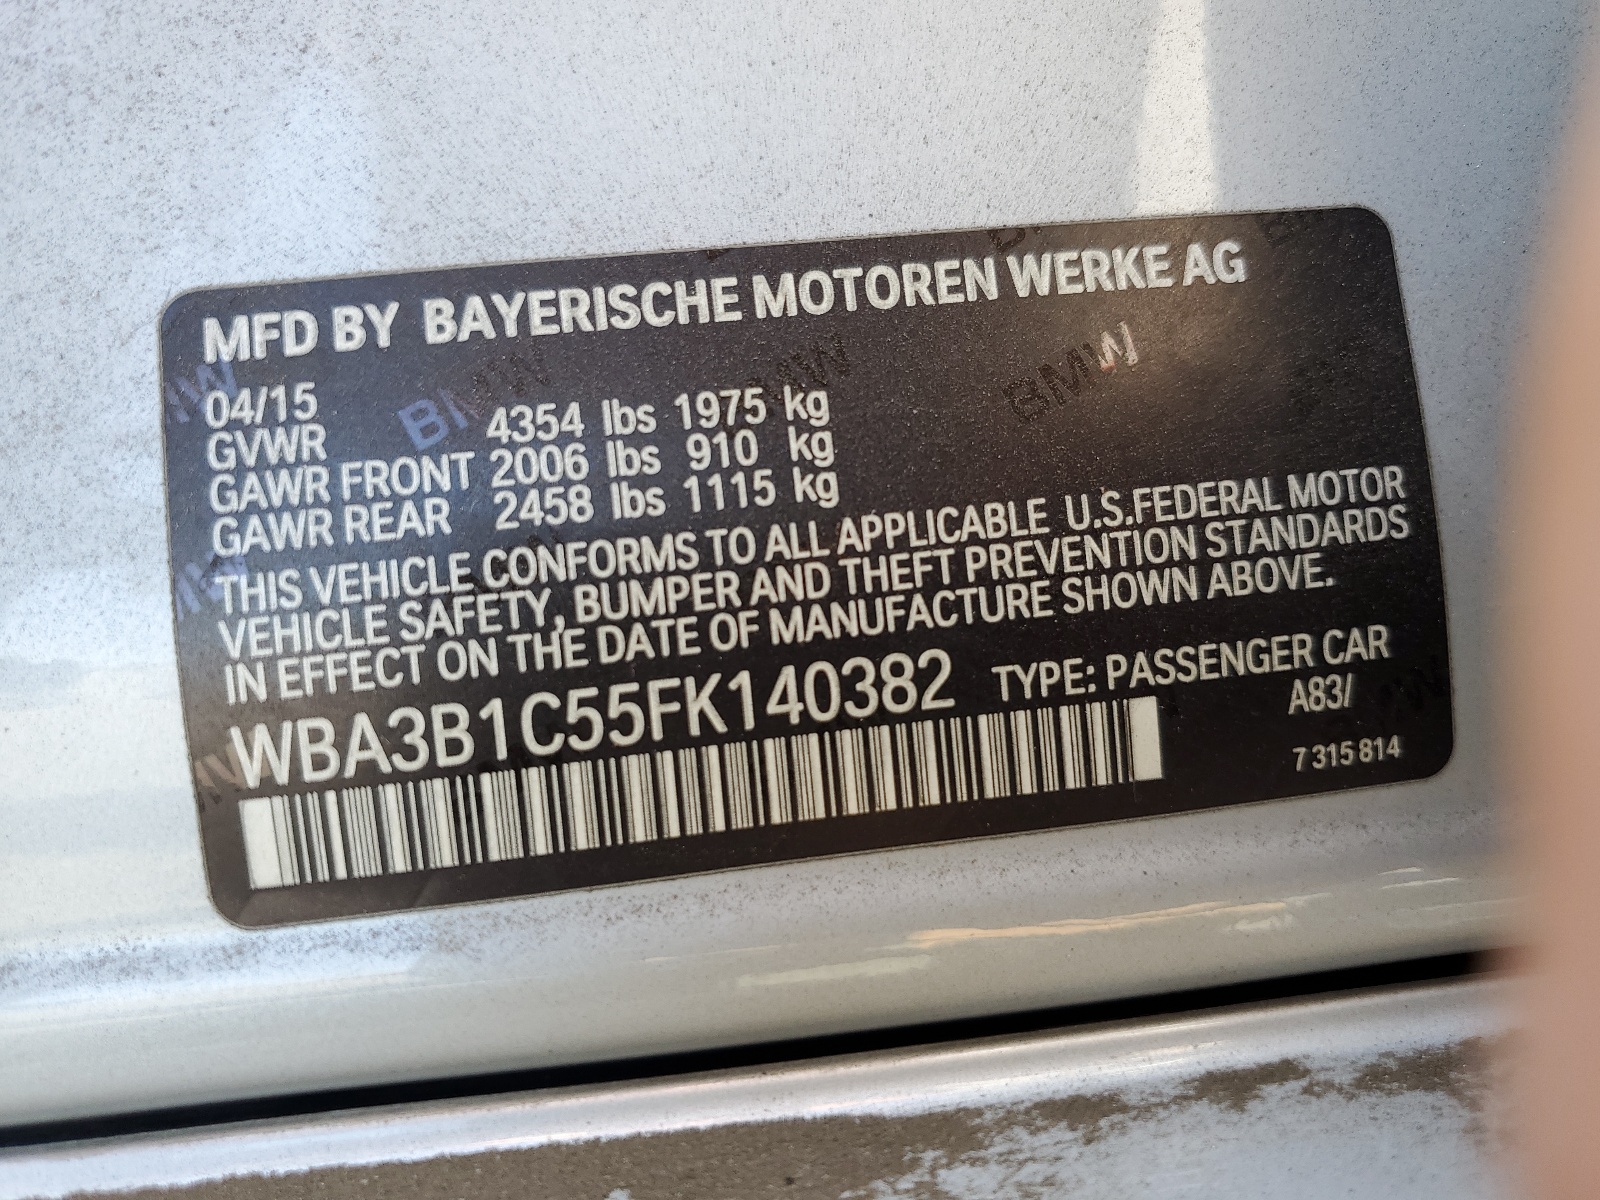 MFD BY BAYERISCHE MOTOREN WERKE AG
04/15
GVWR 4354 lbs 1975 kg
GAWR FRONT 2006 lbs 910 kg
GAWR REAR 2458 lbs 1115 kg
THIS VEHICLE CONFORMS TO ALL APPLICABLE U.S.FEDERAL MOTOR
VEHICLE SAFETY, BUMPER AND THEFT PREVENTION STANDARDS
IN EFFECT ON THE DATE OF MANUFACTURE SHOWN ABOVE.
WBA3B1C55FK140382 TYPE: PASSENGER CAR
A83/
7 315 814
BMW
BMW
BMW